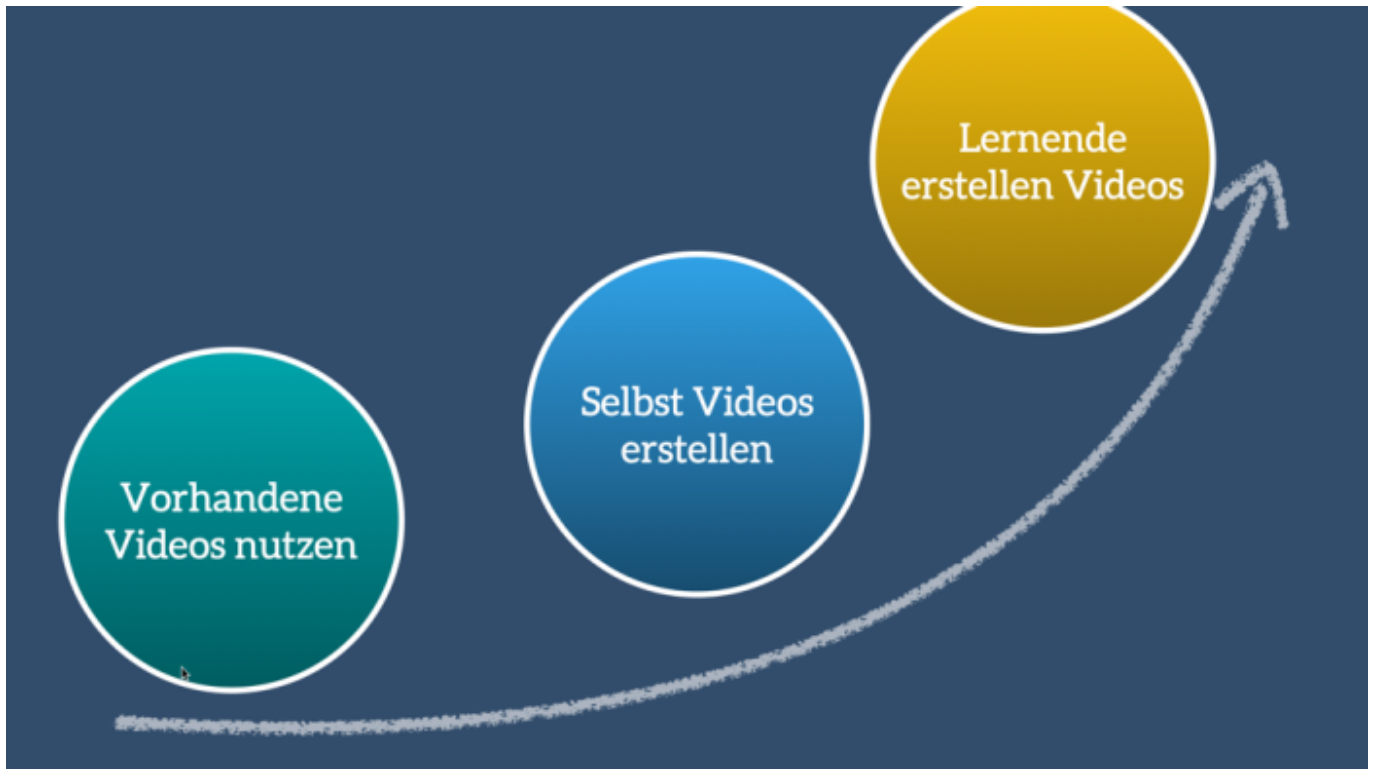 Vorhandene
Videos nutzen
Selbst Videos
erstellen
Lernende
erstellen Videos